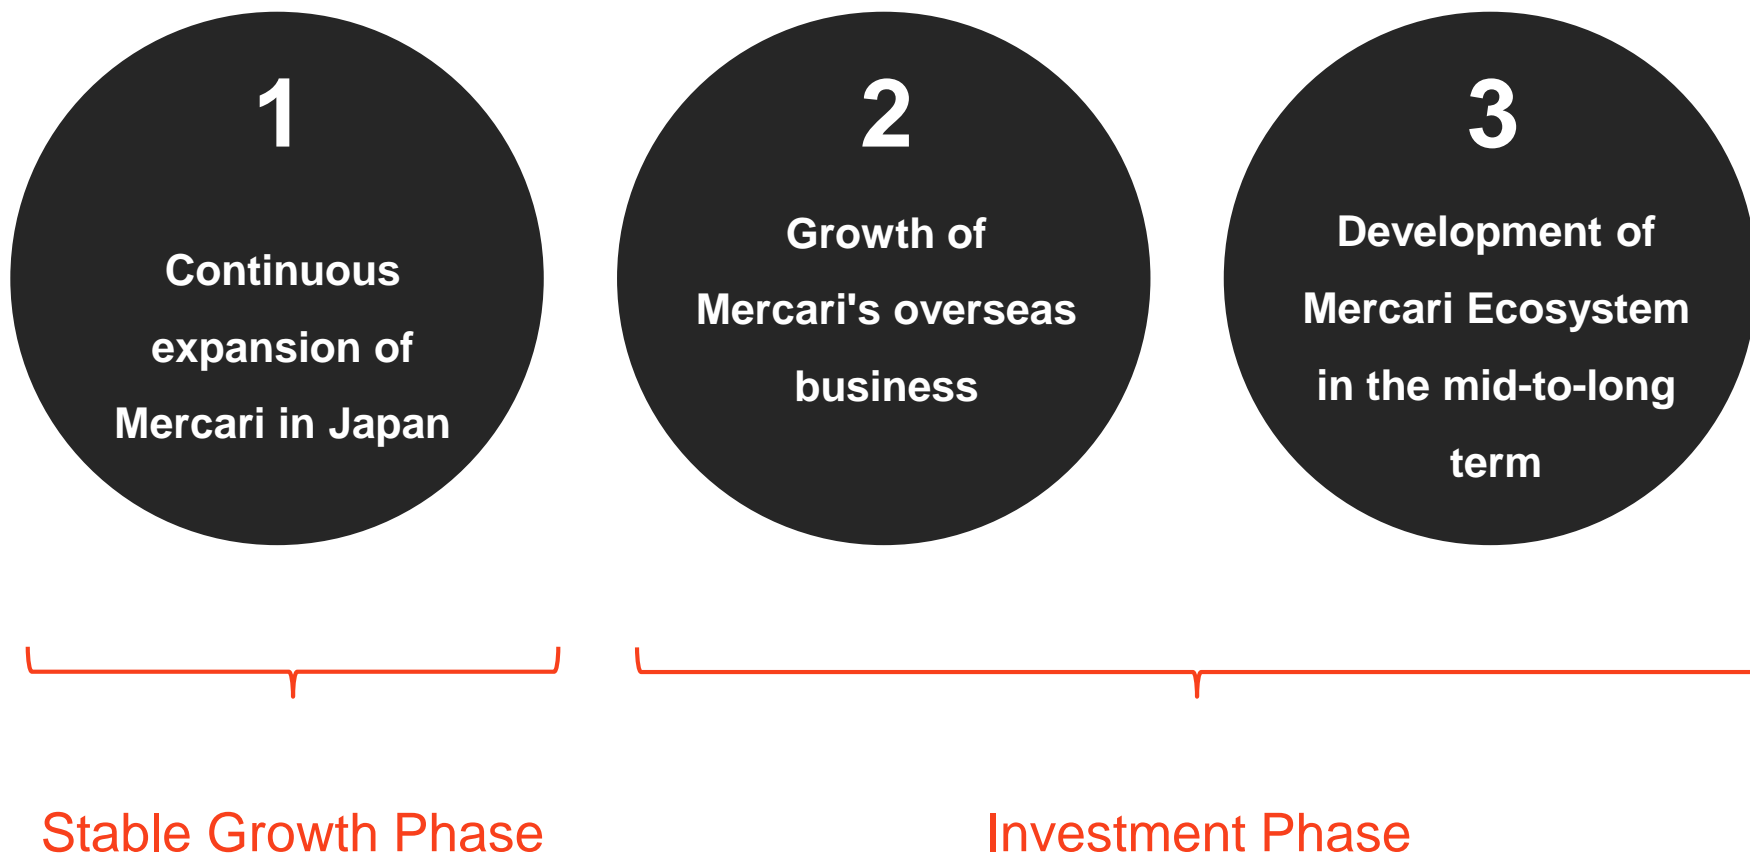 1
Continuous
expansion of
Mercari in Japan
2
Growth of
Mercari's overseas
business
3
Development of
Mercari Ecosystem
in the mid-to-long
term
Stable Growth Phase
Investment Phase